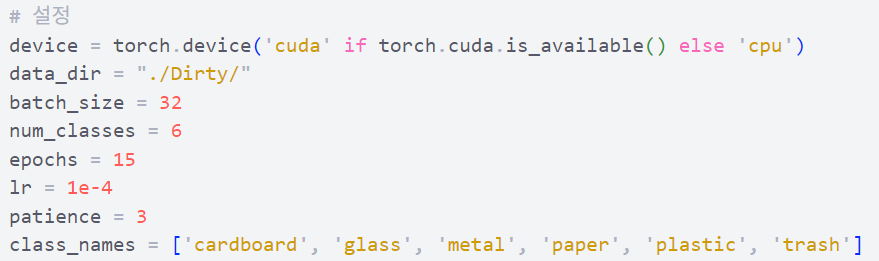 # 설정
device = torch.device('cuda' if torch.cuda.is_available() else 'cpu')
data_dir = "./Dirty/"
batch_size = 32
num_classes = 6
epochs = 15
lr = 1e-4
patience = 3
class_names = ['cardboard', 'glass', 'metal', 'paper', 'plastic', 'trash']